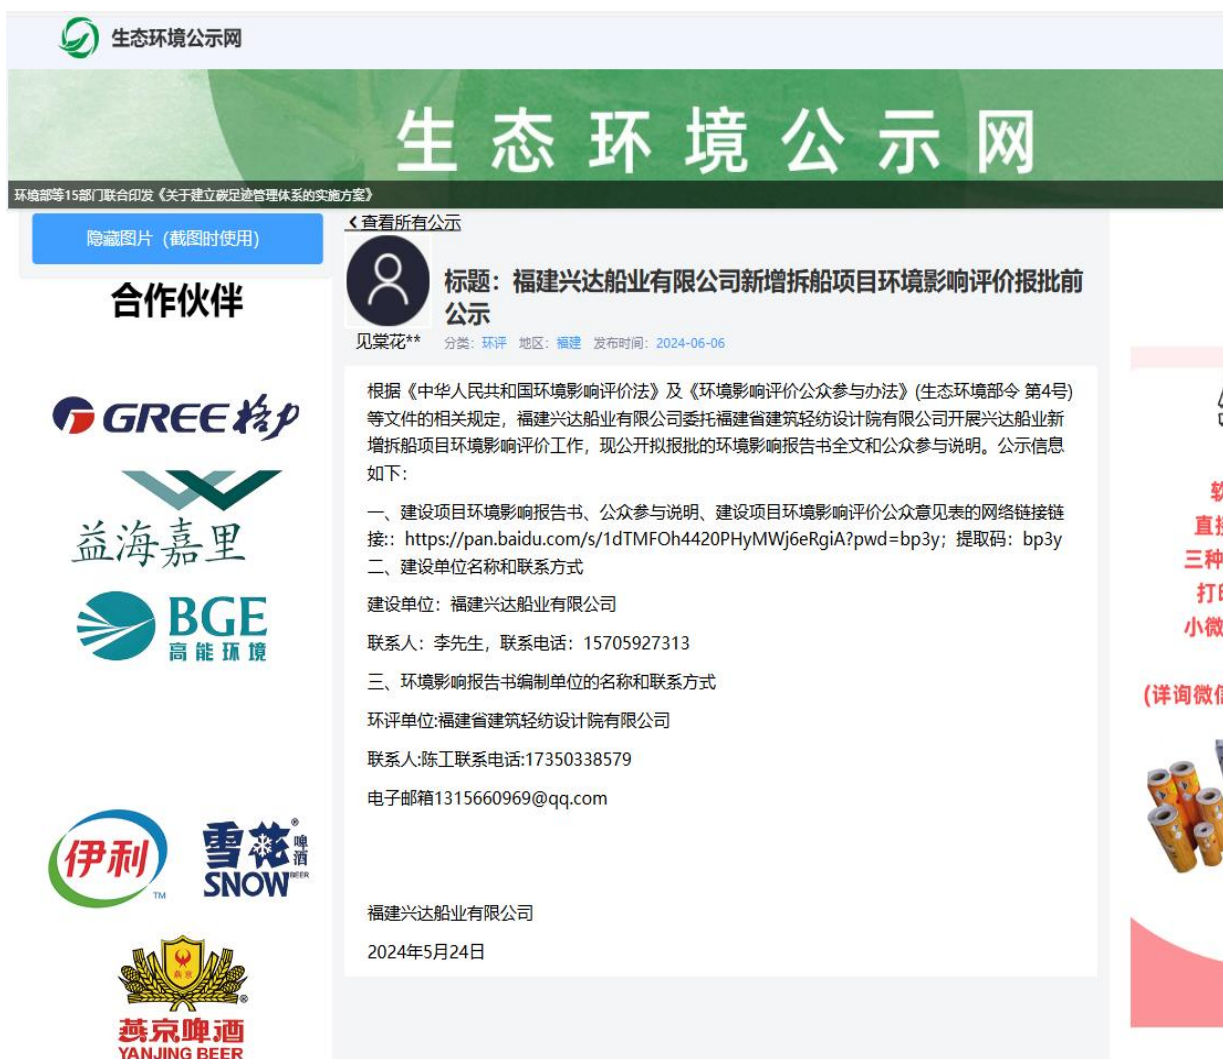 生态环境公示网
生态环境公示网
环境部等15部门联合印发《关于建立碳足迹管理体系的实施方案》
隐藏图片（截图时使用）
合作伙伴
GREE格力
益海嘉里
BGE
高能环境
伊利
TM
雪花
啤酒
SNOW
BEER
燕京
燕京啤酒
YANJING BEER
查看所有公示
见棠花**
标题：福建兴达船业有限公司新增拆船项目环境影响评价报批前
公示
分类：环评 地区：福建 发布时间：2024-06-06
根据《中华人民共和国环境影响评价法》及《环境影响评价公众参与办法》(生态环境部令 第4号)
等文件的相关规定，福建兴达船业有限公司委托福建省建筑轻纺设计院有限公司开展兴达船业新
增拆船项目环境影响评价工作，现公开拟报批的环境影响报告书全文和公众参与说明。公示信息
如下：
一、建设项目环境影响报告书、公众参与说明、建设项目环境影响评价公众意见表的网络链接链
接:：https://pan.baidu.com/s/1dTMFOh4420PHyMWj6eRgiA?pwd=bp3y；提取码：bp3y
二、建设单位名称和联系方式
建设单位：福建兴达船业有限公司
联系人：李先生，联系电话：15705927313
三、环境影响报告书编制单位的名称和联系方式
环评单位:福建省建筑轻纺设计院有限公司
联系人:陈工联系电话:17350338579
电子邮箱1315660969@qq.com
福建兴达船业有限公司
2024年5月24日
三种
小微
(详询微